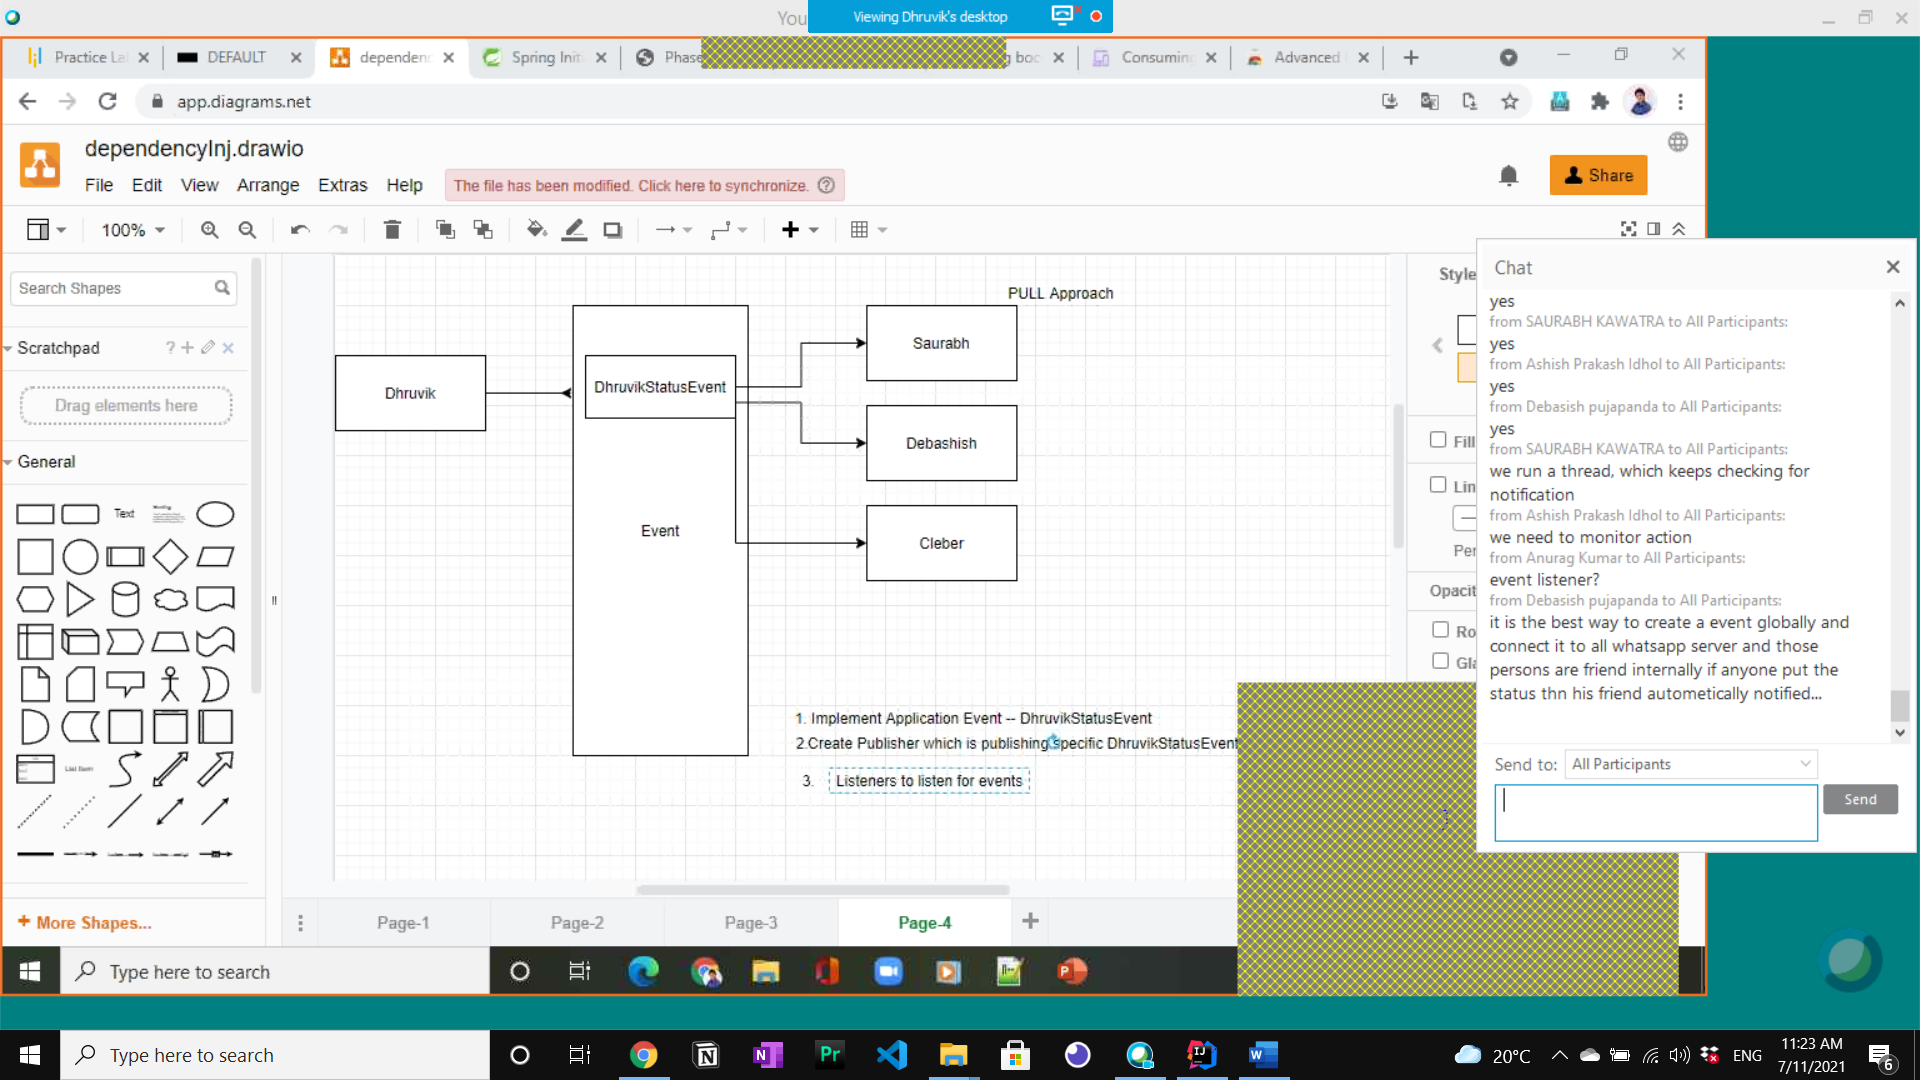 You
Viewing Dhruvik's desktop
Practice La
DEFAULT
dependenc
Spring Init
Phase
g boo
Consuming
Advanced
app.diagrams.net
dependencyInj.drawio
File Edit View Arrange Extras Help
The file has been modified. Click here to synchronize.
Share
100%
Search Shapes
Scratchpad
Drag elements here
General
Text
Heading
List Item
More Shapes...
PULL Approach
Dhruvik
DhruvikStatusEvent
Event
Saurabh
Debashish
Cleber
1. Implement Application Event -- DhruvikStatusEvent
2.Create Publisher which is publishing specific DhruvikStatusEvent
3. Listeners to listen for events
Page-1
Page-2
Page-3
Page-4
Style
Fill
Lin
Per
Opacit
Ro
Gla
Chat
yes
from SAURABH KAWATRA to All Participants:
yes
from Ashish Prakash Idhol to All Participants:
yes
from Debasish pujapanda to All Participants:
yes
from SAURABH KAWATRA to All Participants:
we run a thread, which keeps checking for
notification
from Ashish Prakash Idhol to All Participants:
we need to monitor action
from Anurag Kumar to All Participants:
event listener?
from Debasish pujapanda to All Participants:
it is the best way to create a event globally and
connect it to all whatsapp server and those
persons are friend internally if anyone put the
status thn his friend autometically notified...
Send to: All Participants
Send
Type here to search
Type here to search
20°C
ENG
11:23 AM
7/11/2021
6